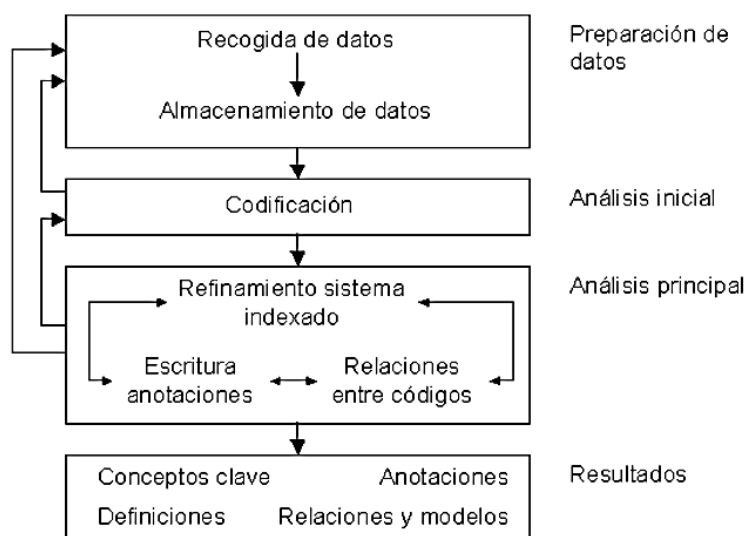 Recogida de datos
Almacenamiento de datos
Preparación de
datos
Codificación
Análisis inicial
Refinamiento sistema
indexado
Escritura
anotaciones
Relaciones
entre códigos
Análisis principal
Conceptos clave
Anotaciones
Definiciones
Relaciones y modelos
Resultados